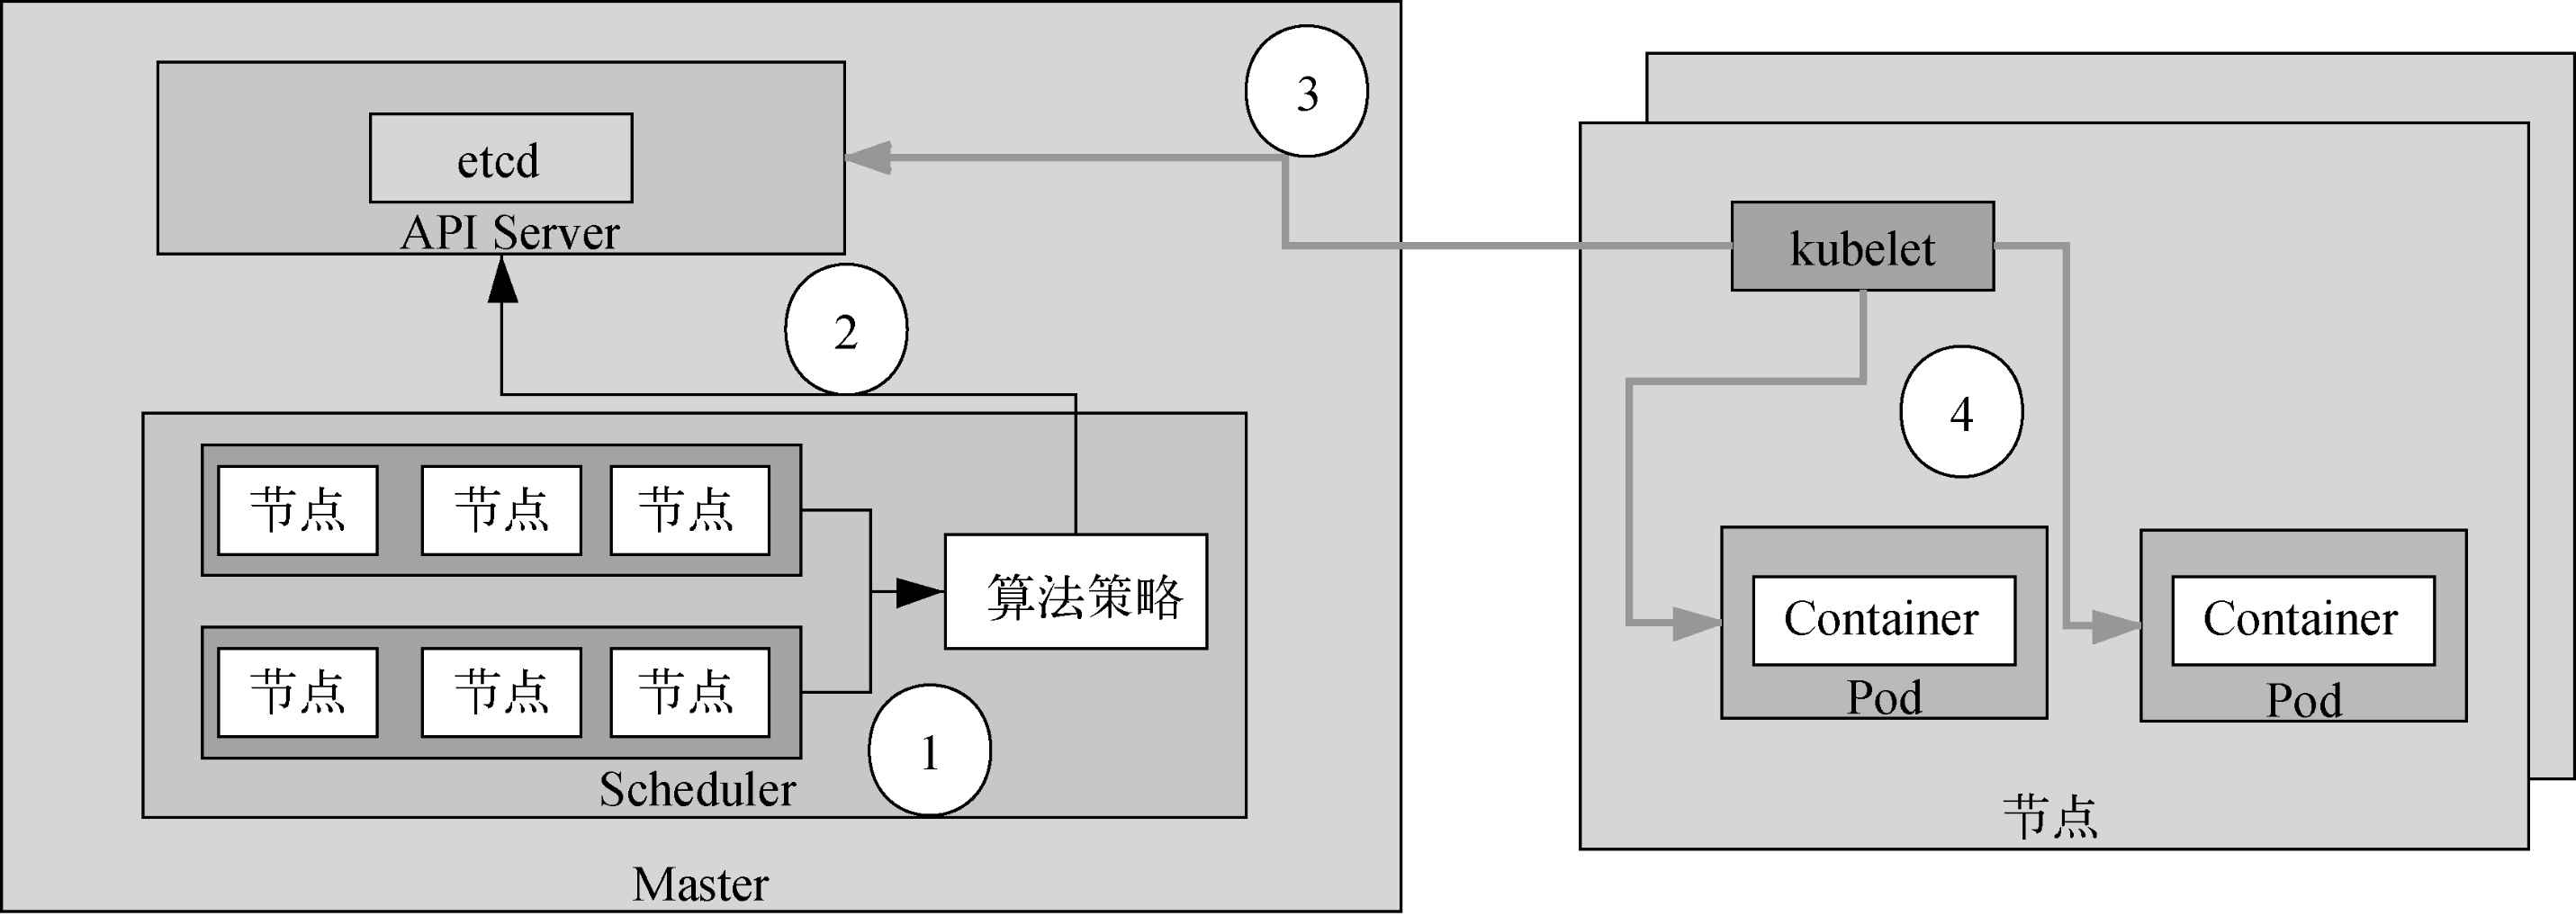 etcd
API Server
3
2
节点 节点 节点
节点 节点 节点
算法策略
1
Scheduler
Master
kubelet
4
Container
Pod
Container
Pod
节点